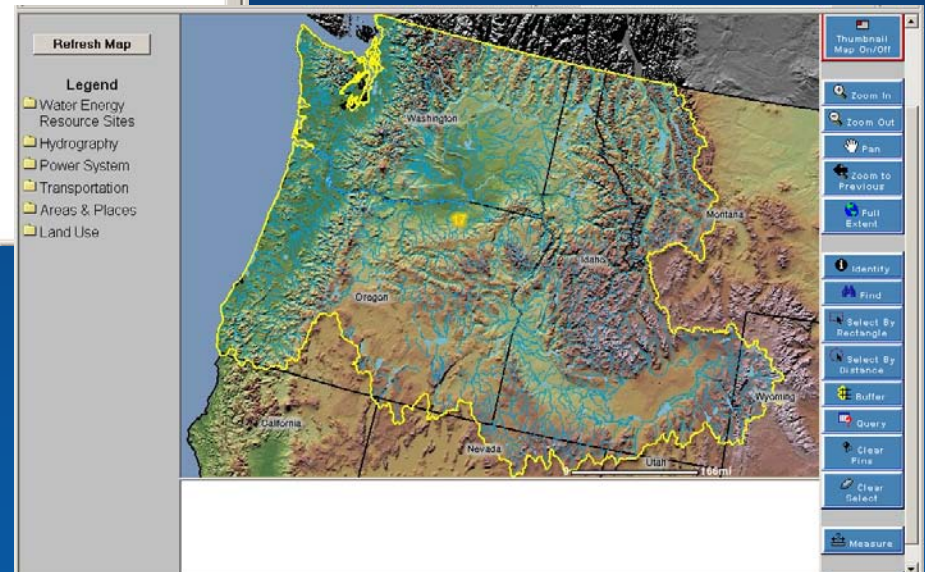 Refresh Map
Legend
Water Energy
Resource Sites
Hydrography
Power System
Transportation
Areas & Places
Land Use
Washington
Montana
17
Idaho
Oregon
Wyoming
California
Nevada
Utah
0 166mi
Thumbnail
Map On/Off
Zoom In
Zoom Out
Pan
Zoom to
Previous
Full
Extent
Identify
Find
Select By
Rectangle
Select By
Distance
Buffer
Query
Clear
Pins
Clear
Select
Measure